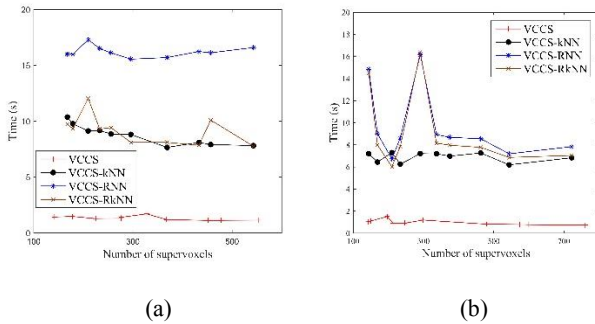 20
15
10
5
0
Time (s)
VCCS
VCCS-kNN
VCCS-RNN
VCCS-RkNN
100
300
500
Number of supervoxels
(a)
20
18
16
14
12
10
8
6
4
2
0
Time (s)
VCCS
VCCS-kNN
VCCS-RNN
VCCS-RkNN
100
300
500
700
Number of supervoxels
(b)